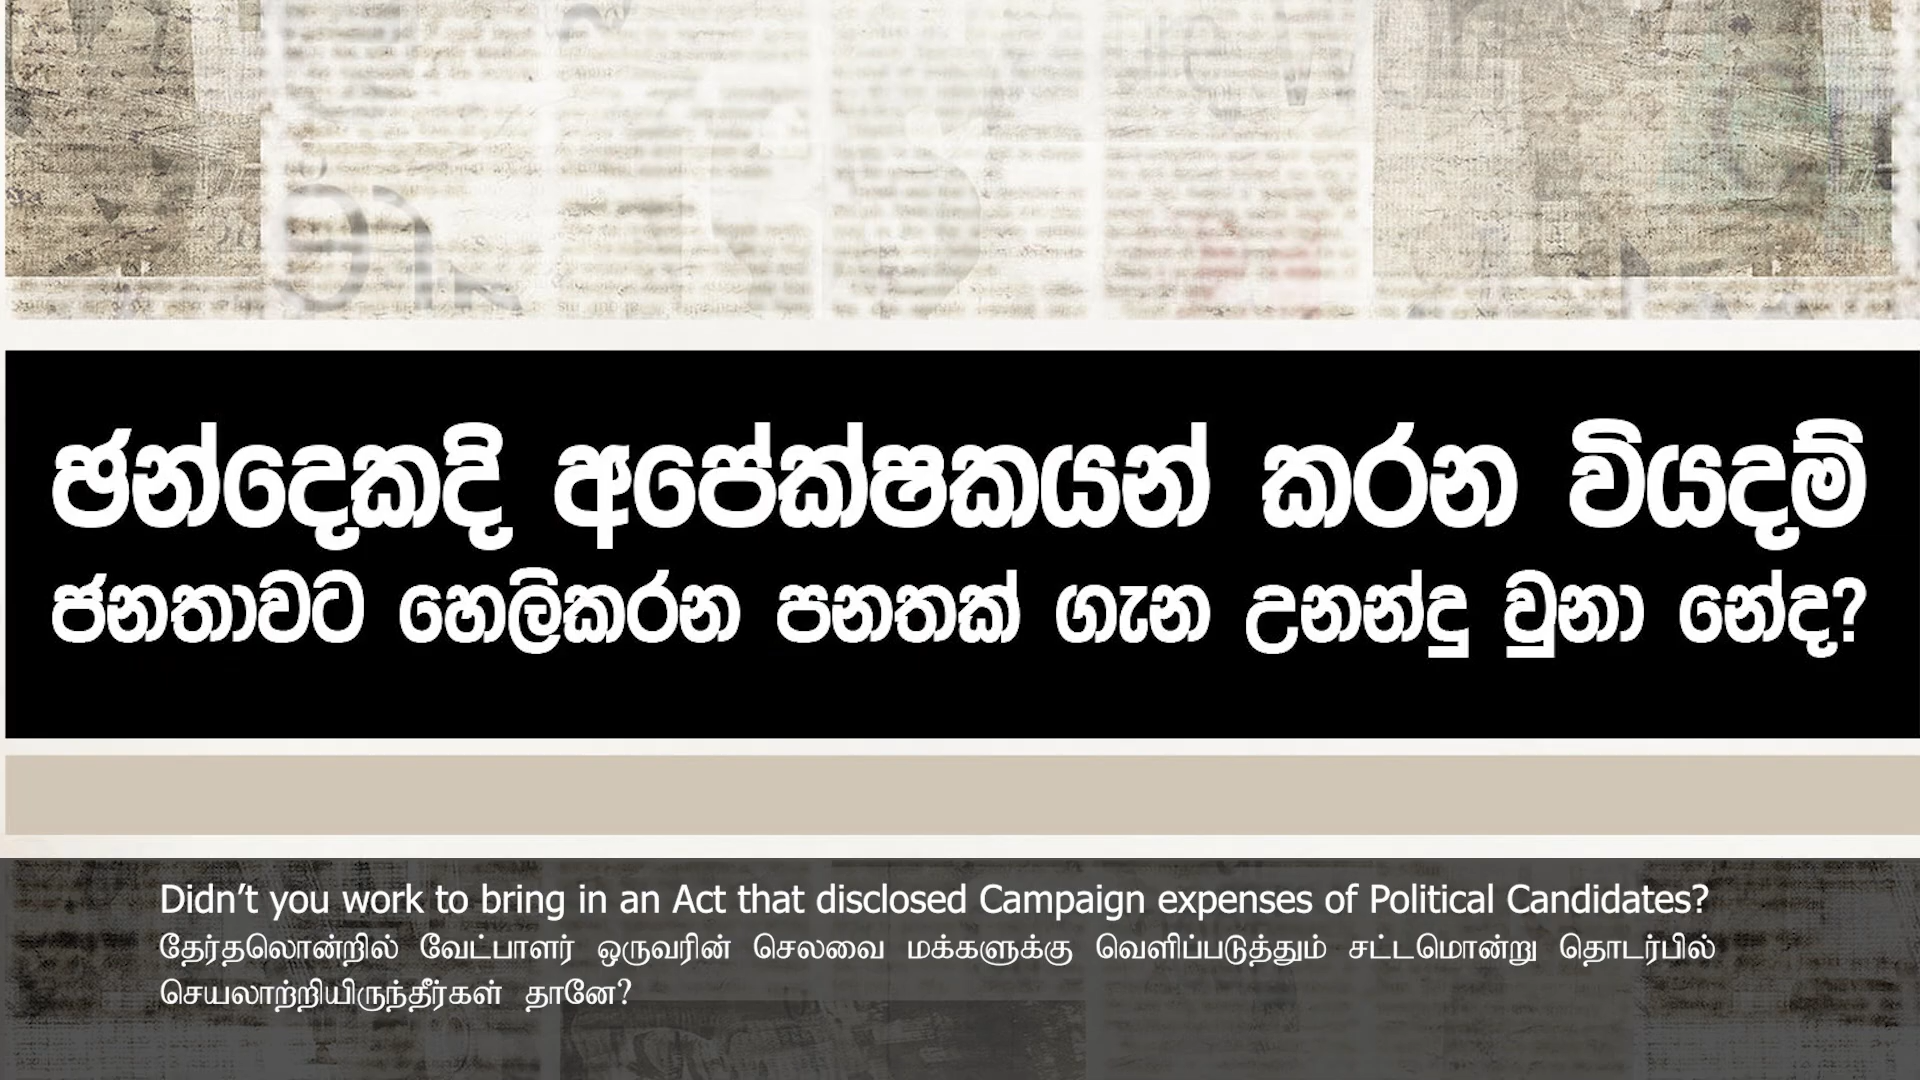 ඡන්දෙකදි අපේක්ෂකයන් කරන වියදම්
ජනතාවට හෙලිකරන පනතක් ගැන උනන්දු වුනා නේද?
Didn’t you work to bring in an Act that disclosed Campaign expenses of Political Candidates?
தேர்தலொன்றில் வேட்பாளர் ஒருவரின் செலவை மக்களுக்கு வெளிப்படுத்தும் சட்டமொன்று தொடர்பில்
செயலாற்றியிருந்தீர்கள் தானே?